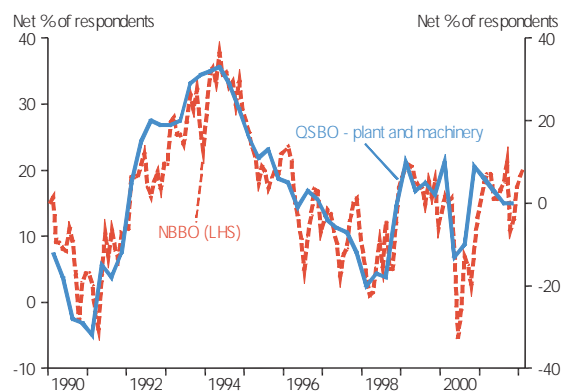 Net % of respondents Net % of respondents
40 40
30
20
20
QSBO - plant and machinery
20
0
10
NBBO (LHS)
0
-20
-10 -40
1990 1992 1994 1996 1998 2000